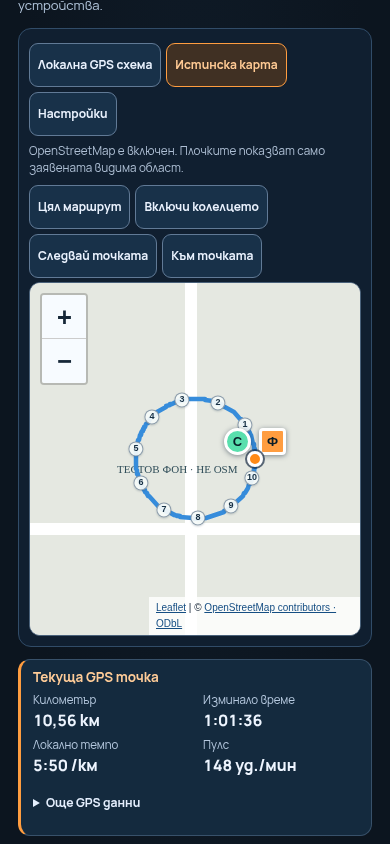 устройства.
Локална GPS схема
Истинска карта
Настройки
OpenStreetMap е включен. Плочките показват само
заявената видима област.
Цял маршрут
Включи колелцето
Следвай точката
Към точката
+
−
3
2
4
1
С
Ф
5
ТЕСТОВ ФОН · НЕ OSM
6
10
7
9
8
Leaflet | © OpenStreetMap contributors ·
ODbL
Текуща GPS точка
Километър
Изминало време
10,56 км
1:01:36
Локално темпо
Пулс
5:50 /км
148 уд./мин
Още GPS данни